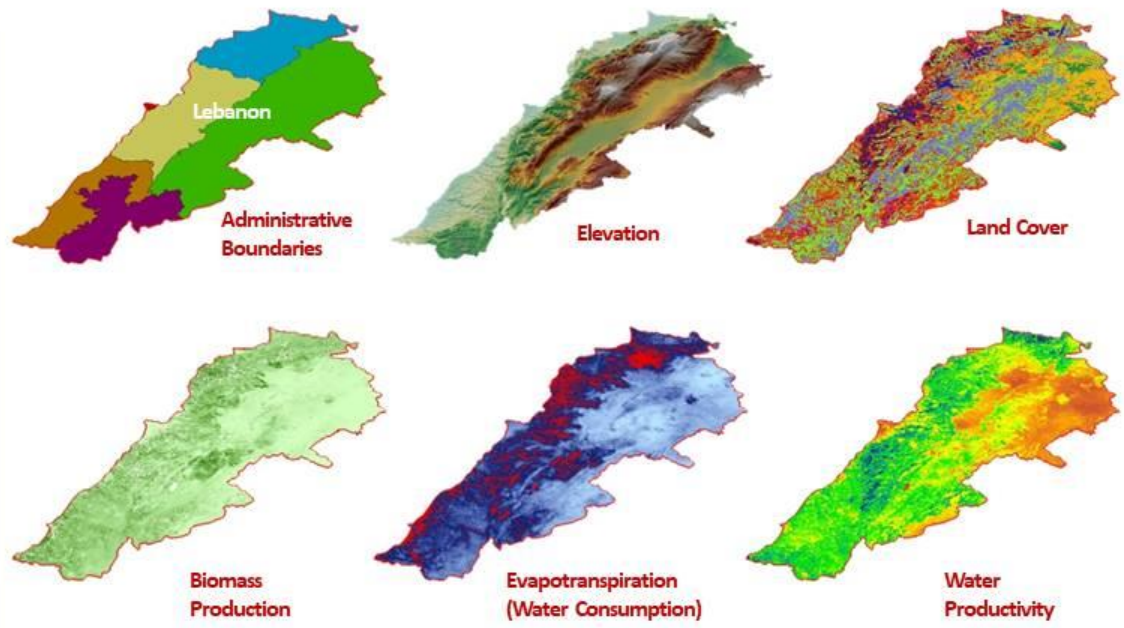 Lebanon
Administrative
Boundaries
Elevation
Land Cover
Biomass
Production
Evapotranspiration
(Water Consumption)
Water
Productivity